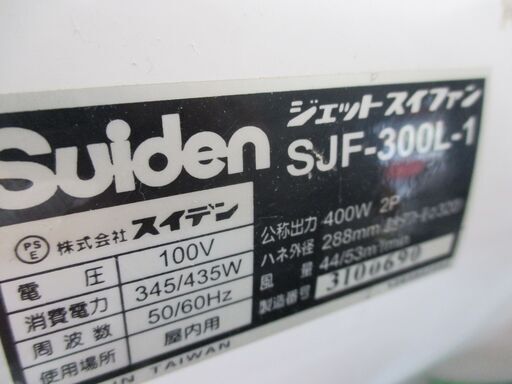 Suiden
ジェットスイファン
SJF-300L-1
PS E 株式会社 スイデン
電圧 100V
消費電力 345/435W
周波数 50/60Hz
使用場所 屋内用
公称出力 400W 2P
ハネ外径 288mm
風量 44/53m³/min
製造番号 3100690
IN TAIWAN